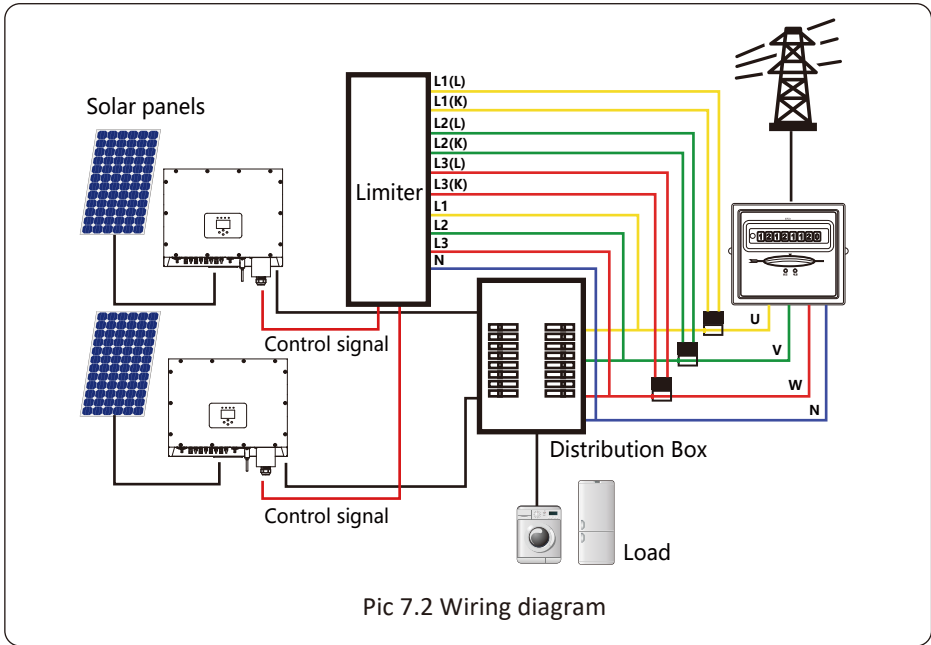 Solar panels
Limiter
L1(L)
L1(K)
L2(L)
L2(K)
L3(L)
L3(K)
L1
L2
L3
N
Control signal
Control signal
12121120
U
V
W
N
Distribution Box
Load
Pic 7.2 Wiring diagram